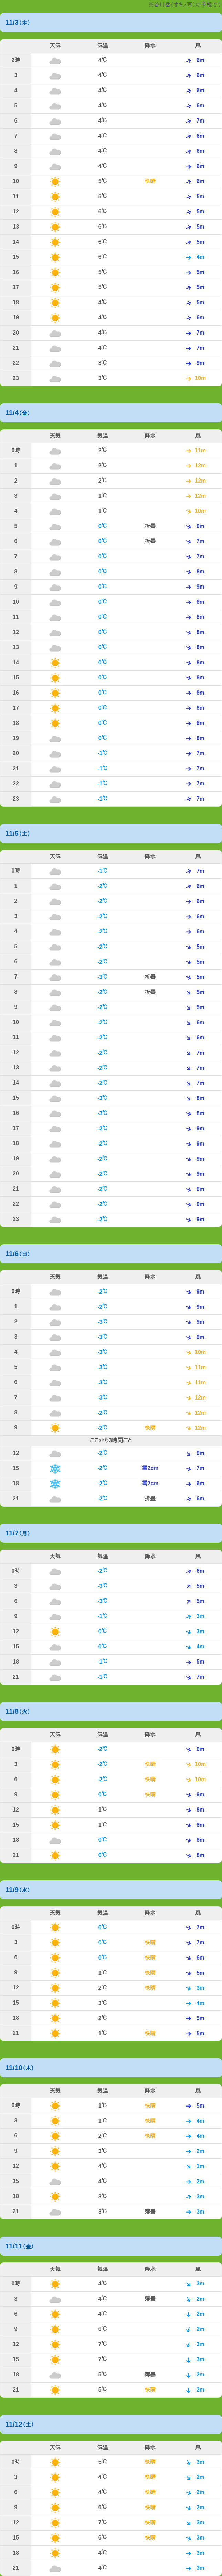 11/3(木)
天気 気温 降水 風
2時 4℃ 6m
3 4℃ 6m
4 4℃ 6m
5 4℃ 6m
6 4℃ 7m
7 4℃ 6m
8 4℃ 6m
9 4℃ 6m
10 5℃ 快晴 6m
11 5℃ 5m
12 6℃ 5m
13 6℃ 5m
14 6℃ 5m
15 6℃ 4m
16 5℃ 5m
17 5℃ 5m
18 4℃ 5m
19 4℃ 6m
20 4℃ 7m
21 4℃ 7m
22 3℃ 9m
23 3℃ 10m
11/4(金)
天気 気温 降水 風
0時 2℃ 11m
1 2℃ 12m
2 2℃ 12m
3 1℃ 12m
4 1℃ 10m
5 0℃ 折曇 9m
6 0℃ 折曇 7m
7 0℃ 7m
8 0℃ 8m
9 0℃ 9m
10 0℃ 8m
11 0℃ 8m
12 0℃ 8m
13 0℃ 8m
14 0℃ 8m
15 0℃ 8m
16 0℃ 8m
17 0℃ 8m
18 0℃ 8m
19 0℃ 8m
20 -1℃ 7m
21 -1℃ 7m
22 -1℃ 7m
23 -1℃ 7m
11/5(土)
天気 気温 降水 風
0時 -1℃ 7m
1 -2℃ 6m
2 -2℃ 6m
3 -2℃ 6m
4 -2℃ 6m
5 -2℃ 5m
6 -2℃ 5m
7 -3℃ 折曇 5m
8 -2℃ 折曇 5m
9 -2℃ 5m
10 -2℃ 6m
11 -2℃ 6m
12 -2℃ 7m
13 -2℃ 7m
14 -2℃ 7m
15 -3℃ 8m
16 -3℃ 8m
17 -2℃ 9m
18 -2℃ 9m
19 -2℃ 9m
20 -2℃ 9m
21 -2℃ 9m
22 -2℃ 9m
23 -2℃ 9m
11/6(日)
天気 気温 降水 風
0時 -2℃ 9m
1 -2℃ 9m
2 -3℃ 9m
3 -3℃ 9m
4 -3℃ 10m
5 -3℃ 11m
6 -3℃ 11m
7 -3℃ 12m
8 -2℃ 12m
9 -2℃ 快晴 12m
ここから3時間ごと
12 -2℃ 9m
15 -2℃ 雪2cm 7m
18 -2℃ 雪2cm 6m
21 -2℃ 折曇 6m
11/7(月)
天気 気温 降水 風
0時 -2℃ 6m
3 -3℃ 5m
6 -3℃ 5m
9 -1℃ 3m
12 0℃ 3m
15 0℃ 4m
18 -1℃ 5m
21 -1℃ 7m
11/8(火)
天気 気温 降水 風
0時 -2℃ 9m
3 -2℃ 快晴 10m
6 -2℃ 快晴 10m
9 0℃ 快晴 9m
12 1℃ 8m
15 1℃ 8m
18 0℃ 8m
21 0℃ 8m
11/9(水)
天気 気温 降水 風
0時 0℃ 7m
3 0℃ 快晴 7m
6 0℃ 快晴 6m
9 1℃ 快晴 5m
12 2℃ 快晴 3m
15 3℃ 4m
18 2℃ 5m
21 1℃ 快晴 5m
11/10(木)
天気 気温 降水 風
0時 1℃ 快晴 5m
3 1℃ 快晴 4m
6 2℃ 快晴 4m
9 3℃ 2m
12 4℃ 1m
15 4℃ 2m
18 3℃ 3m
21 3℃ 薄曇 3m
11/11(金)
天気 気温 降水 風
0時 4℃ 3m
3 4℃ 薄曇 2m
6 4℃ 2m
9 6℃ 2m
12 7℃ 3m
15 7℃ 3m
18 5℃ 薄曇 2m
21 5℃ 快晴 2m
11/12(土)
天気 気温 降水 風
0時 5℃ 快晴 3m
3 4℃ 快晴 2m
6 4℃ 快晴 2m
9 6℃ 快晴 2m
12 7℃ 快晴 3m
15 6℃ 快晴 3m
18 4℃ 3m
21 4℃ 3m